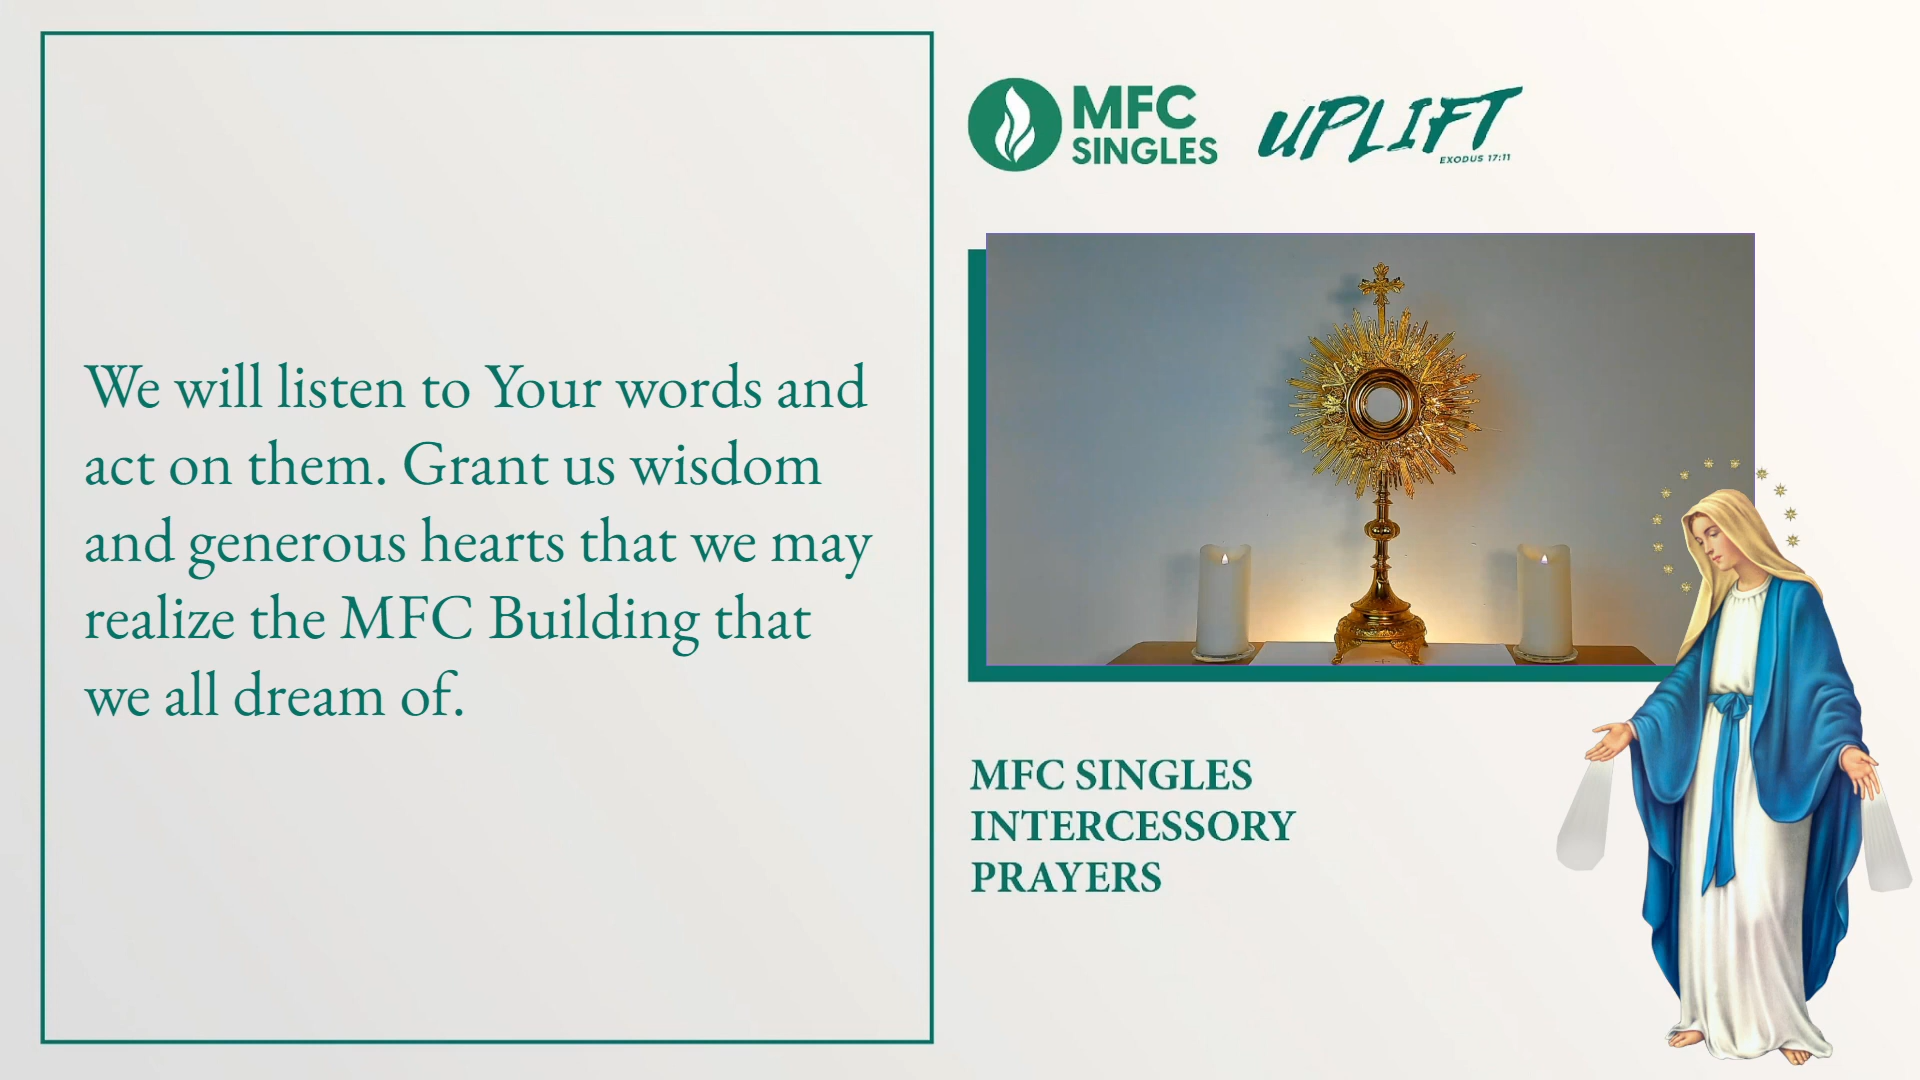 We will listen to Your words and
act on them. Grant us wisdom
and generous hearts that we may
realize the MFC Building that
we all dream of.
MFC
SINGLES
UPLIFT
EXODUS 17:11
MFC SINGLES
INTERCESSORY
PRAYERS